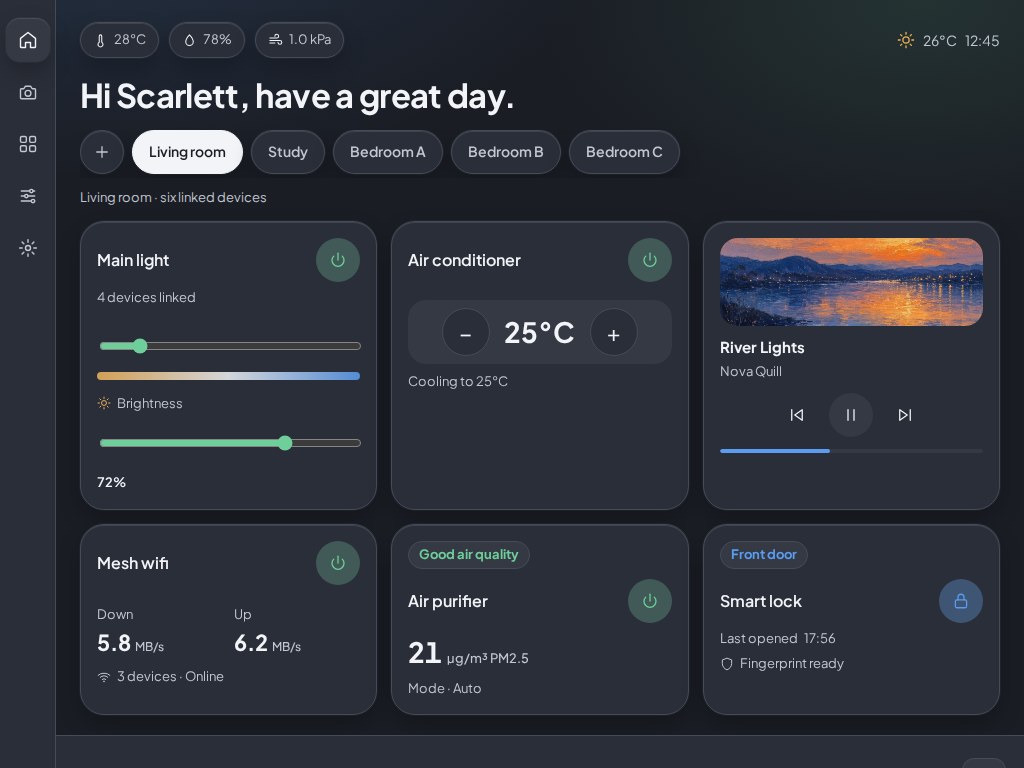 28°C
78%
1.0 kPa
26°C 12:45
Hi Scarlett, have a great day.
Living room
Study
Bedroom A
Bedroom B
Bedroom C
Living room · six linked devices
Main light
4 devices linked
Brightness
72%
Air conditioner
− 25°C +
Cooling to 25°C
River Lights
Nova Quill
Mesh wifi
Down
Up
5.8 MB/s
6.2 MB/s
3 devices · Online
Good air quality
Air purifier
21 µg/m³ PM2.5
Mode · Auto
Front door
Smart lock
Last opened 17:56
Fingerprint ready